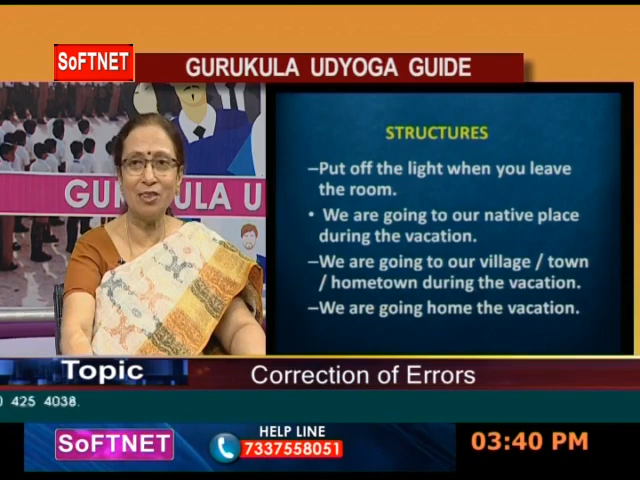 SoFTNET
GURUKULA UDYOGA GUIDE
GURUKULA U
STRUCTURES
–Put off the light when you leave
the room.
• We are going to our native place
during the vacation.
–We are going to our village / town
/ hometown during the vacation.
–We are going home the vacation.
Topic
Correction of Errors
425 4038.
SoFTNET
HELP LINE
7337558051
03:40 PM